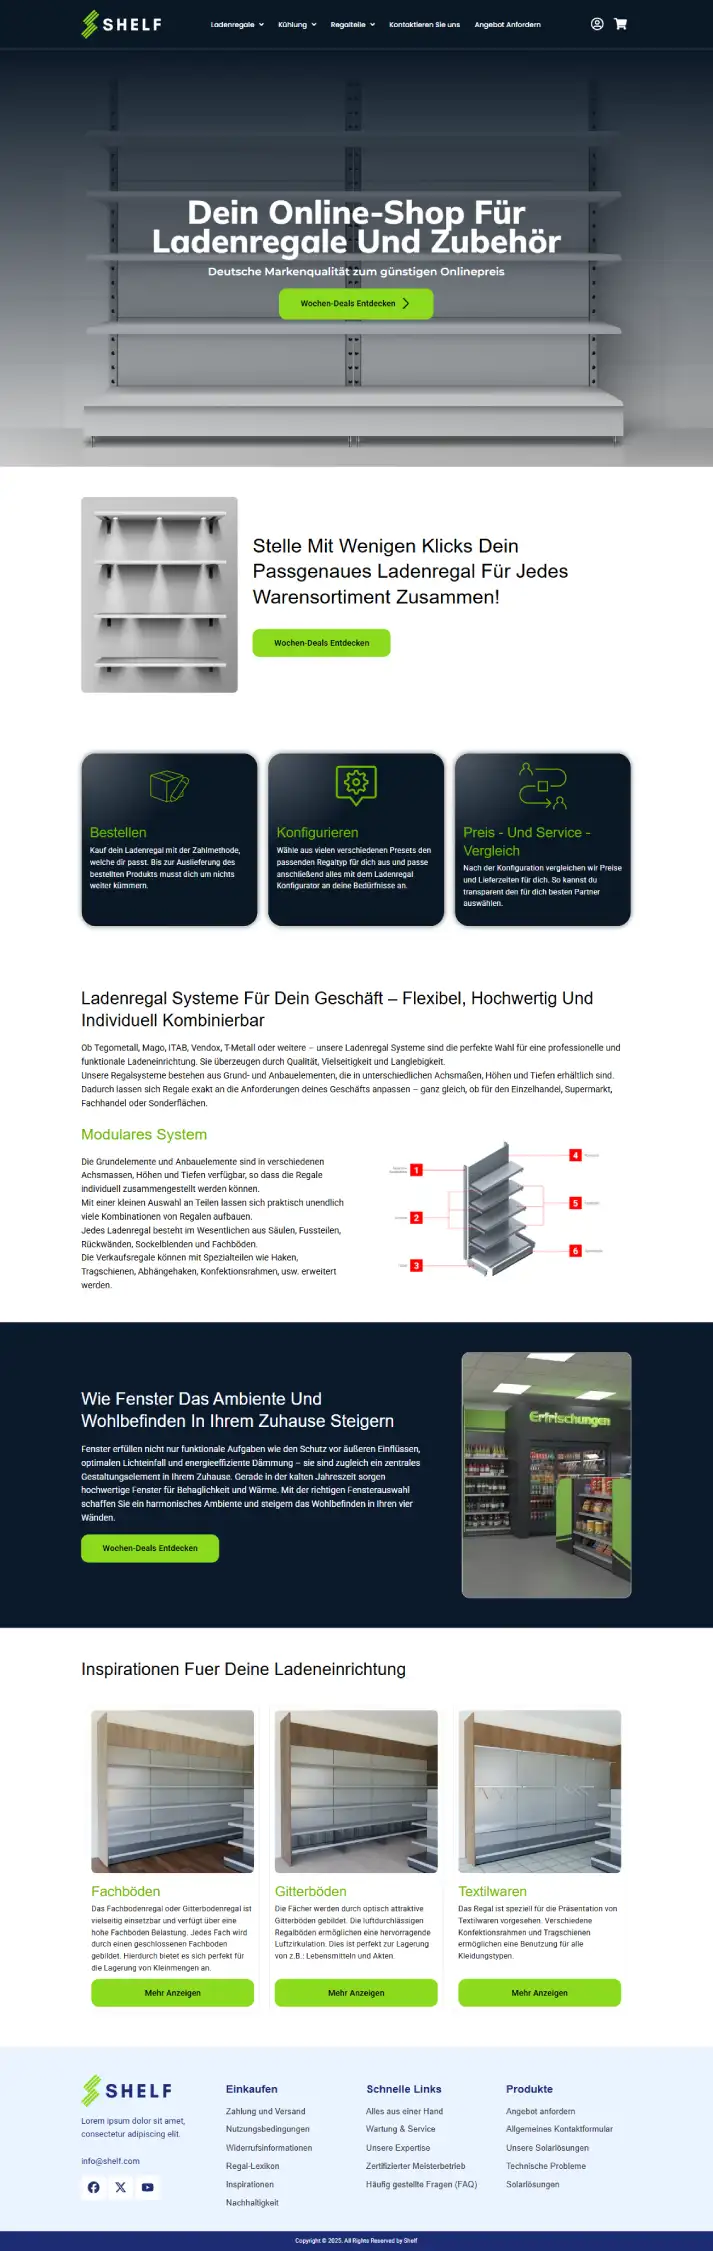 SHELF
Ladenregale
Kühlung
Regalteile
Kontaktieren Sie uns
Angebot Anfordern
Dein Online-Shop Für
Ladenregale Und Zubehör
Deutsche Markenqualität zum günstigen Onlinepreis
Wochen-Deals Entdecken
Stelle Mit Wenigen Klicks Dein
Passgenaues Ladenregal Für Jedes
Warensortiment Zusammen!
Wochen-Deals Entdecken
Bestellen
Kauf dein Ladenregal mit der Zahlmethode,
welche dir passt. Bis zur Auslieferung des
bestellten Produkts musst dich um nichts
weiter kümmern.
Konfigurieren
Wähle aus vielen verschiedenen Presets den
passenden Regaltyp für dich aus und passe
anschließend alles mit dem Ladenregal
Konfigurator an deine Bedürfnisse an.
Preis - Und Service -
Vergleich
Nach der Konfiguration vergleichen wir Preise
und Lieferzeiten für dich. So kannst du
transparent den für dich besten Partner
auswählen.
Ladenregal Systeme Für Dein Geschäft – Flexibel, Hochwertig Und
Individuell Kombinierbar
Ob Tegometall, Mago, ITAB, Vendox, T-Metall oder weitere – unsere Ladenregal Systeme sind die perfekte Wahl für eine professionelle und
funktionale Ladeneinrichtung. Sie überzeugen durch Qualität, Vielseitigkeit und Langlebigkeit.
Unsere Regalsysteme bestehen aus Grund- und Anbauelementen, die in unterschiedlichen Achsmaßen, Höhen und Tiefen erhältlich sind.
Dadurch lassen sich Regale exakt an die Anforderungen deines Geschäfts anpassen – ganz gleich, ob für den Einzelhandel, Supermarkt,
Fachhandel oder Sonderflächen.
Modulares System
Die Grundelemente und Anbauelemente sind in verschiedenen
Achsmassen, Höhen und Tiefen verfügbar, so dass die Regale
individuell zusammengestellt werden können.
Mit einer kleinen Auswahl an Teilen lassen sich praktisch unendlich
viele Kombinationen von Regalen aufbauen.
Jedes Ladenregal besteht im Wesentlichen aus Säulen, Fussteilen,
Rückwänden, Sockelblenden und Fachböden.
Die Verkaufsregale können mit Spezialteilen wie Haken,
Tragschienen, Abhängehaken, Konfektionsrahmen, usw. erweitert
werden.
1
2
3
4
5
6
Wie Fenster Das Ambiente Und
Wohlbefinden In Ihrem Zuhause Steigern
Fenster erfüllen nicht nur funktionale Aufgaben wie den Schutz vor äußeren Einflüssen,
optimalen Lichteinfall und energieeffiziente Dämmung – sie sind zugleich ein zentrales
Gestaltungselement in Ihrem Zuhause. Gerade in der kalten Jahreszeit sorgen
hochwertige Fenster für Behaglichkeit und Wärme. Mit der richtigen Fensterauswahl
schaffen Sie ein harmonisches Ambiente und steigern das Wohlbefinden in Ihren vier
Wänden.
Wochen-Deals Entdecken
Erfrischungen
Inspirationen Fuer Deine Ladeneinrichtung
Fachböden
Das Fachbodenregal oder Gitterbodenregal ist
vielseitig einsetzbar und verfügt über eine
hohe Fachboden Belastung. Jedes Fach wird
durch einen geschlossenen Fachboden
gebildet. Hierdurch bietet es sich perfekt für
die Lagerung von Kleinmengen an.
Mehr Anzeigen
Gitterböden
Die Fächer werden durch optisch attraktive
Gitterböden gebildet. Die luftdurchlässigen
Regalböden ermöglichen eine hervorragende
Luftzirkulation. Dies ist perfekt zur Lagerung
von z.B.: Lebensmitteln und Akten.
Mehr Anzeigen
Textilwaren
Das Regal ist speziell für die Präsentation von
Textilwaren vorgesehen. Verschiedene
Konfektionsrahmen und Tragschienen
ermöglichen eine Benutzung für alle
Kleidungstypen.
Mehr Anzeigen
SHELF
Lorem ipsum dolor sit amet,
consectetur adipiscing elit.
info@shelf.com
Einkaufen
Zahlung und Versand
Nutzungsbedingungen
Widerrufsinformationen
Regal-Lexikon
Inspirationen
Nachhaltigkeit
Schnelle Links
Alles aus einer Hand
Wartung & Service
Unsere Expertise
Zertifizierter Meisterbetrieb
Häufig gestellte Fragen (FAQ)
Produkte
Angebot anfordern
Allgemeines Kontaktformular
Unsere Solarlösungen
Technische Probleme
Solarlösungen
Copyright © 2025. All Rights Reserved by Shelf